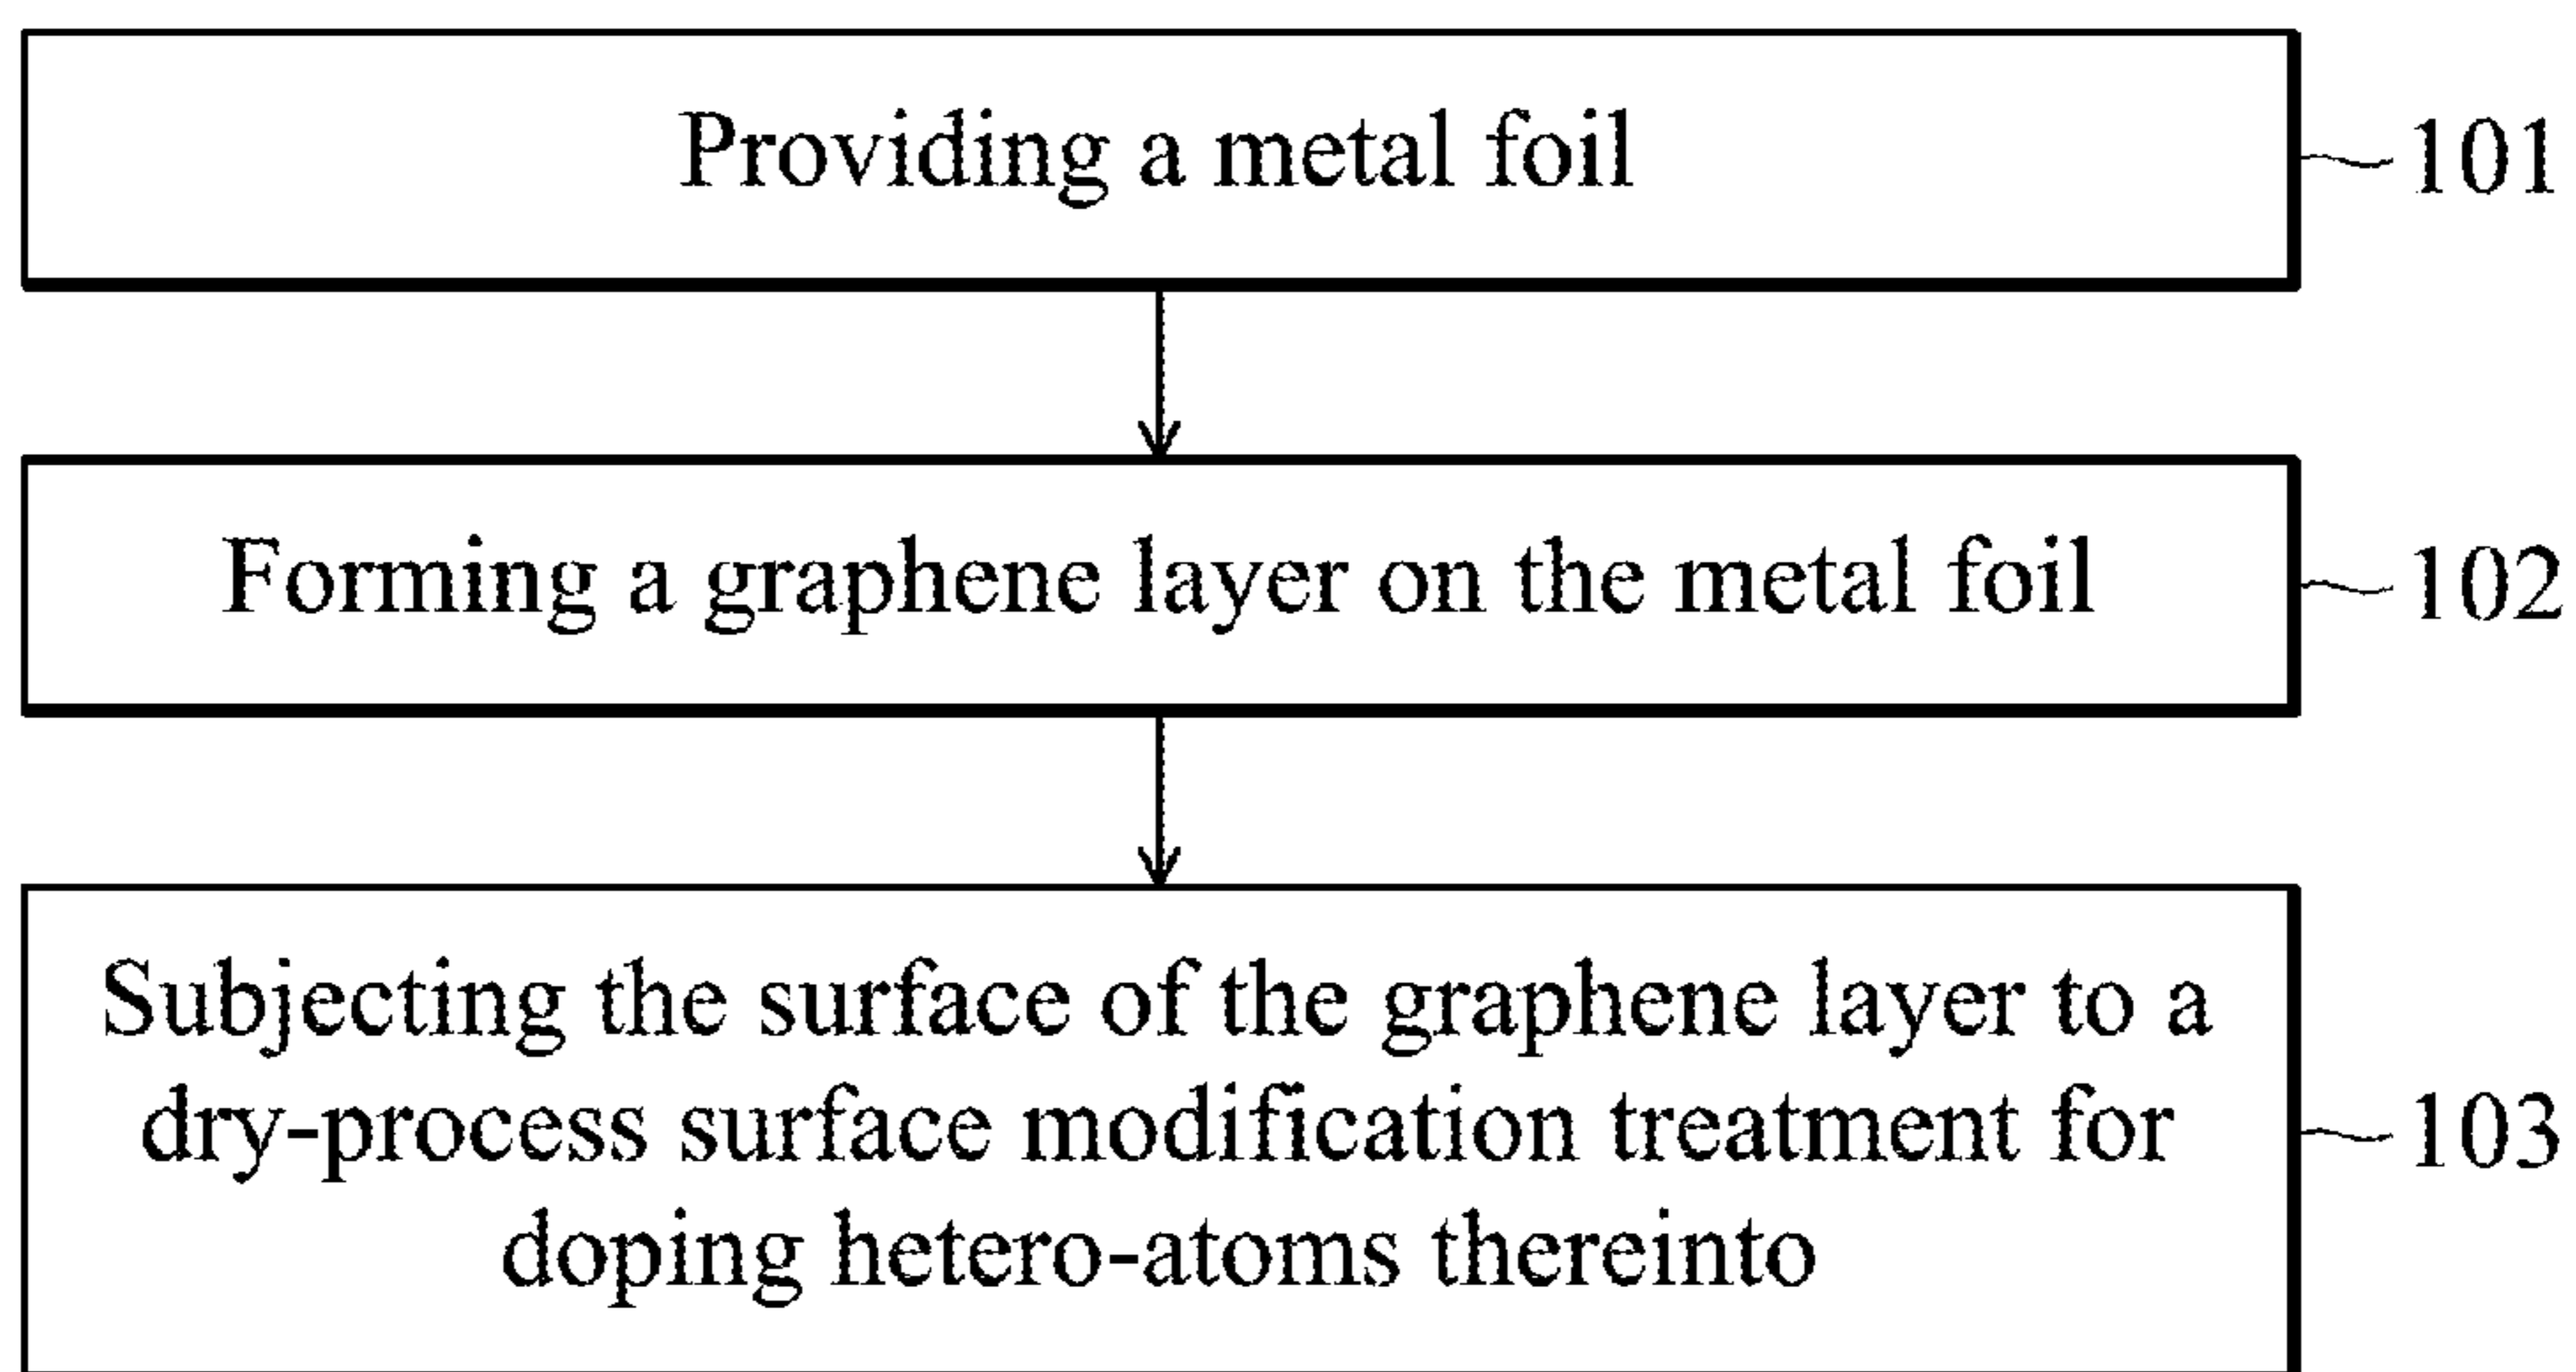 Providing a metal foil
101
Forming a graphene layer on the metal foil
102
Subjecting the surface of the graphene layer to a
dry-process surface modification treatment for
doping hetero-atoms thereinto
103